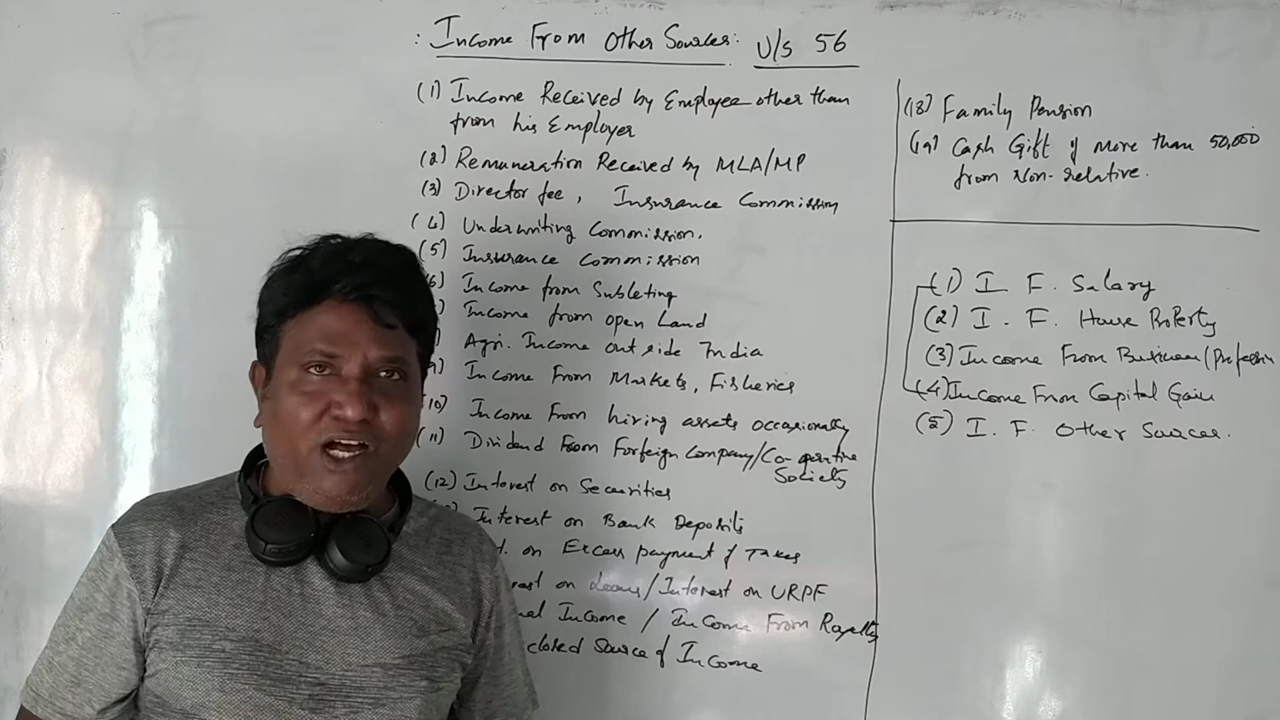 : Income From Other Sources: U/S 56
(1) Income Received by Employee other than
from his Employer
(2) Remuneration Received by MLA/MP
(3) Director fee, Insurance Commission
(4) Underwriting Commission.
(5) Insurance Commission
6) Income from Subleting
Income from open Land
) Agri. Income out side India
9) Income From Markets, Fisheries
(10) Income From hiring assets occasionally
(11) Dividend From Forfeign Company/Co-operative
Society
(12) Interest on Securities
Interest on Bank Deposits
t. on Excess payment of Taxes
rest on Loans/Interest on URPF
nal Income / Income From Royalty
closed Source of Income
(18) Family Pension
(19) Cash Gift of more than 50,000
from Non-relative.
(1) I F. Salary
(2) I. F. House Property
(3) Income From Business (Profession
(4) Income From Capital Gain
(5) I. F. Other Sources.